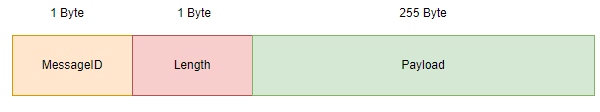 1 Byte 1 Byte 255 Byte
MessageID Length Payload